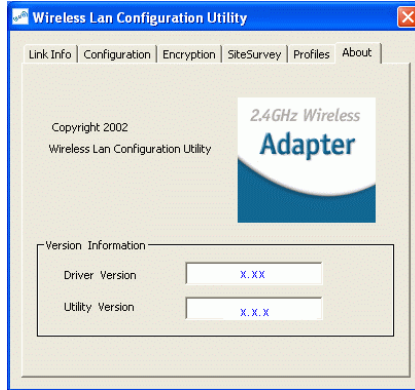 Wireless Lan Configuration Utility
Link Info Configuration Encryption SiteSurvey Profiles About
Copyright 2002
Wireless Lan Configuration Utility
2.4GHz Wireless
Adapter
Version Information
Driver Version x.xx
Utility Version x.x.x